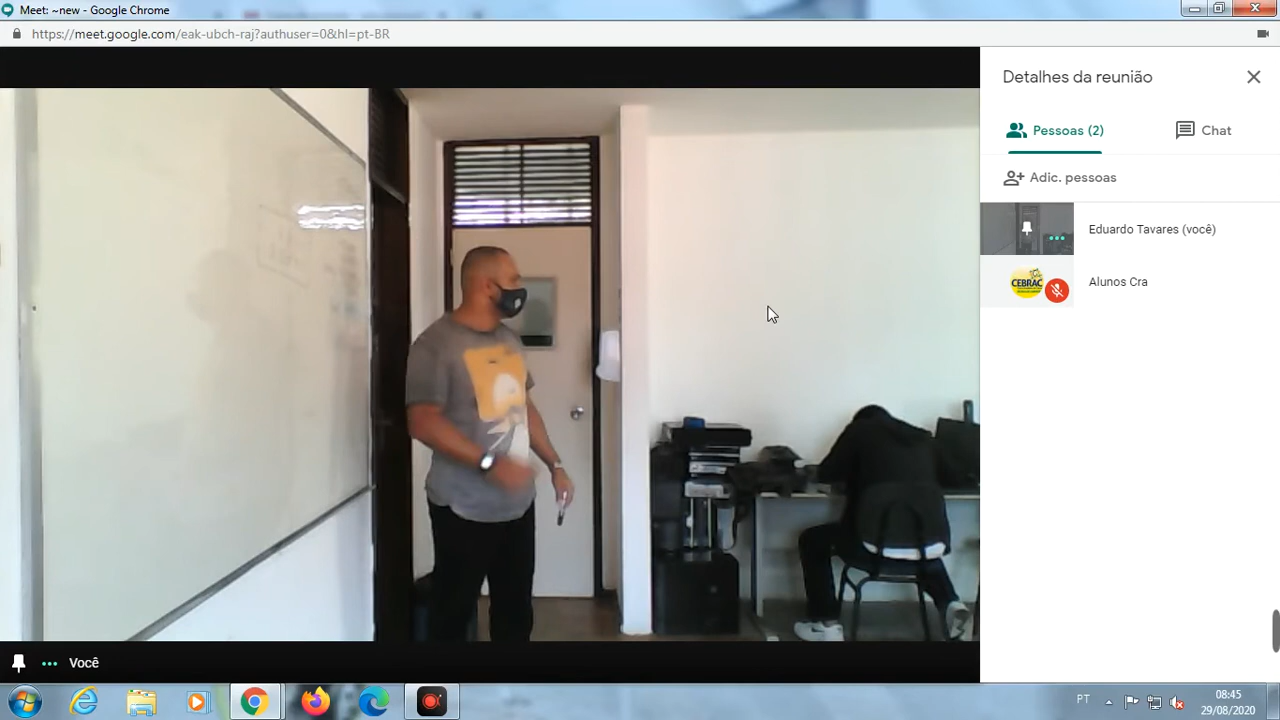 Meet: ~new - Google Chrome
https://meet.google.com/eak-ubch-raj?authuser=0&hl=pt-BR
Detalhes da reunião
Pessoas (2)
Chat
Adic. pessoas
Eduardo Tavares (você)
CEBRAC
Alunos Cra
Você
PT
08:45
29/08/2020